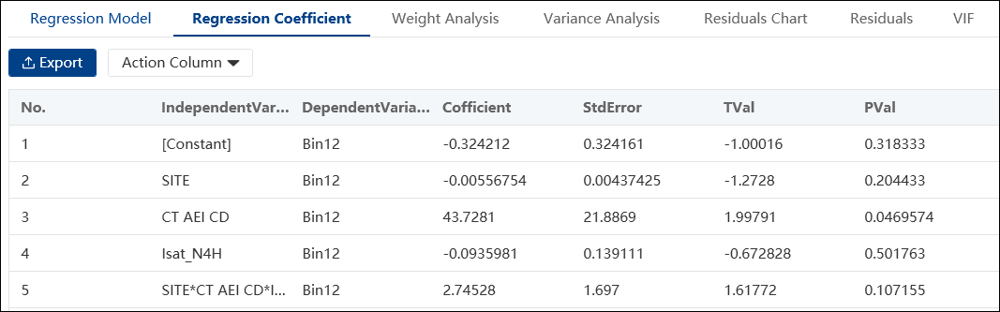 Regression Model Regression Coefficient Weight Analysis Variance Analysis Residuals Chart Residuals VIF
Export Action Column
No. IndependentVar... DependentVaria... Cofficient StdError TVal PVal
1 [Constant] Bin12 -0.324212 0.324161 -1.00016 0.318333
2 SITE Bin12 -0.00556754 0.00437425 -1.2728 0.204433
3 CT AEI CD Bin12 43.7281 21.8869 1.99791 0.0469574
4 Isat_N4H Bin12 -0.0935981 0.139111 -0.672828 0.501763
5 SITE*CT AEI CD*I... Bin12 2.74528 1.697 1.61772 0.107155